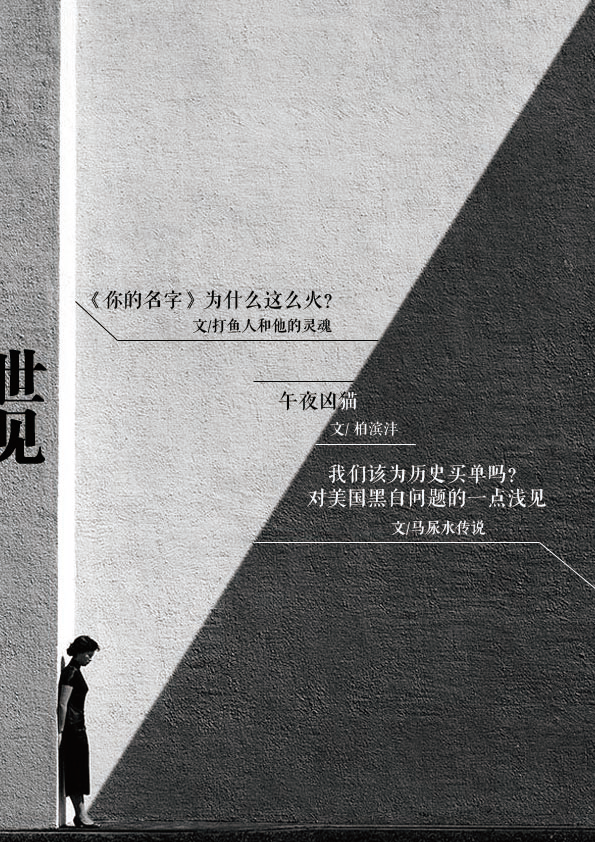 《你的名字》为什么这么火？
文/打鱼人和他的灵魂
世见
午夜凶猫
文/ 柏滨沣
我们该为历史买单吗？
对美国黑白问题的一点浅见
文/马尿水传说